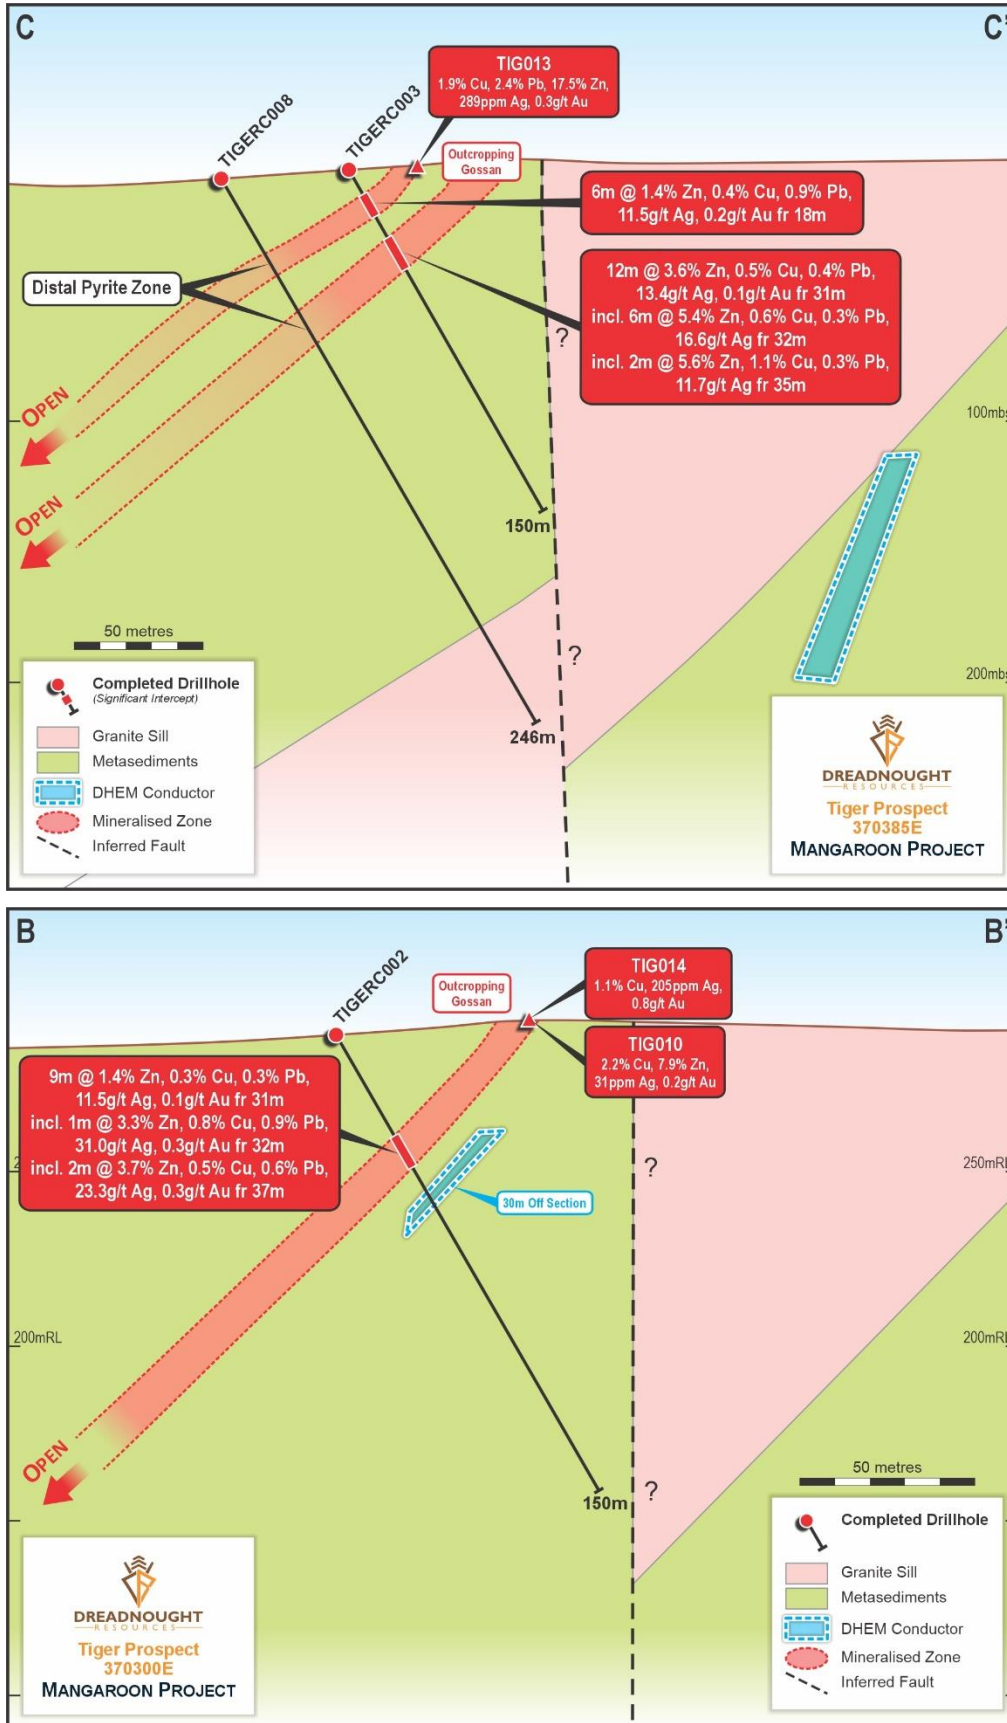 C
C'
TIG013
1.9% Cu, 2.4% Pb, 17.5% Zn,
289ppm Ag, 0.3g/t Au
TIGERC008
TIGERC003
Outcropping
Gossan
6m @ 1.4% Zn, 0.4% Cu, 0.9% Pb,
11.5g/t Ag, 0.2g/t Au fr 18m
12m @ 3.6% Zn, 0.5% Cu, 0.4% Pb,
13.4g/t Ag, 0.1g/t Au fr 31m
incl. 6m @ 5.4% Zn, 0.6% Cu, 0.3% Pb,
16.6g/t Ag fr 32m
incl. 2m @ 5.6% Zn, 1.1% Cu, 0.3% Pb,
11.7g/t Ag fr 35m
Distal Pyrite Zone
?
OPEN
100mbs
OPEN
150m
50 metres
?
200mbs
246m
Completed Drillhole
(Significant Intercept)
Granite Sill
Metasediments
DHEM Conductor
Mineralised Zone
Inferred Fault
DREADNOUGHT
RESOURCES
Tiger Prospect
370385E
MANGAROON PROJECT
B
B'
TIGERC002
Outcropping
Gossan
TIG014
1.1% Cu, 205ppm Ag,
0.8g/t Au
TIG010
2.2% Cu, 7.9% Zn,
31ppm Ag, 0.2g/t Au
9m @ 1.4% Zn, 0.3% Cu, 0.3% Pb,
11.5g/t Ag, 0.1g/t Au fr 31m
incl. 1m @ 3.3% Zn, 0.8% Cu, 0.9% Pb,
31.0g/t Ag, 0.3g/t Au fr 32m
incl. 2m @ 3.7% Zn, 0.5% Cu, 0.6% Pb,
23.3g/t Ag, 0.3g/t Au fr 37m
?
250mRL
30m Off Section
200mRL
200mRL
OPEN
50 metres
150m
?
Completed Drillhole
Granite Sill
Metasediments
DHEM Conductor
Mineralised Zone
Inferred Fault
DREADNOUGHT
RESOURCES
Tiger Prospect
370300E
MANGAROON PROJECT